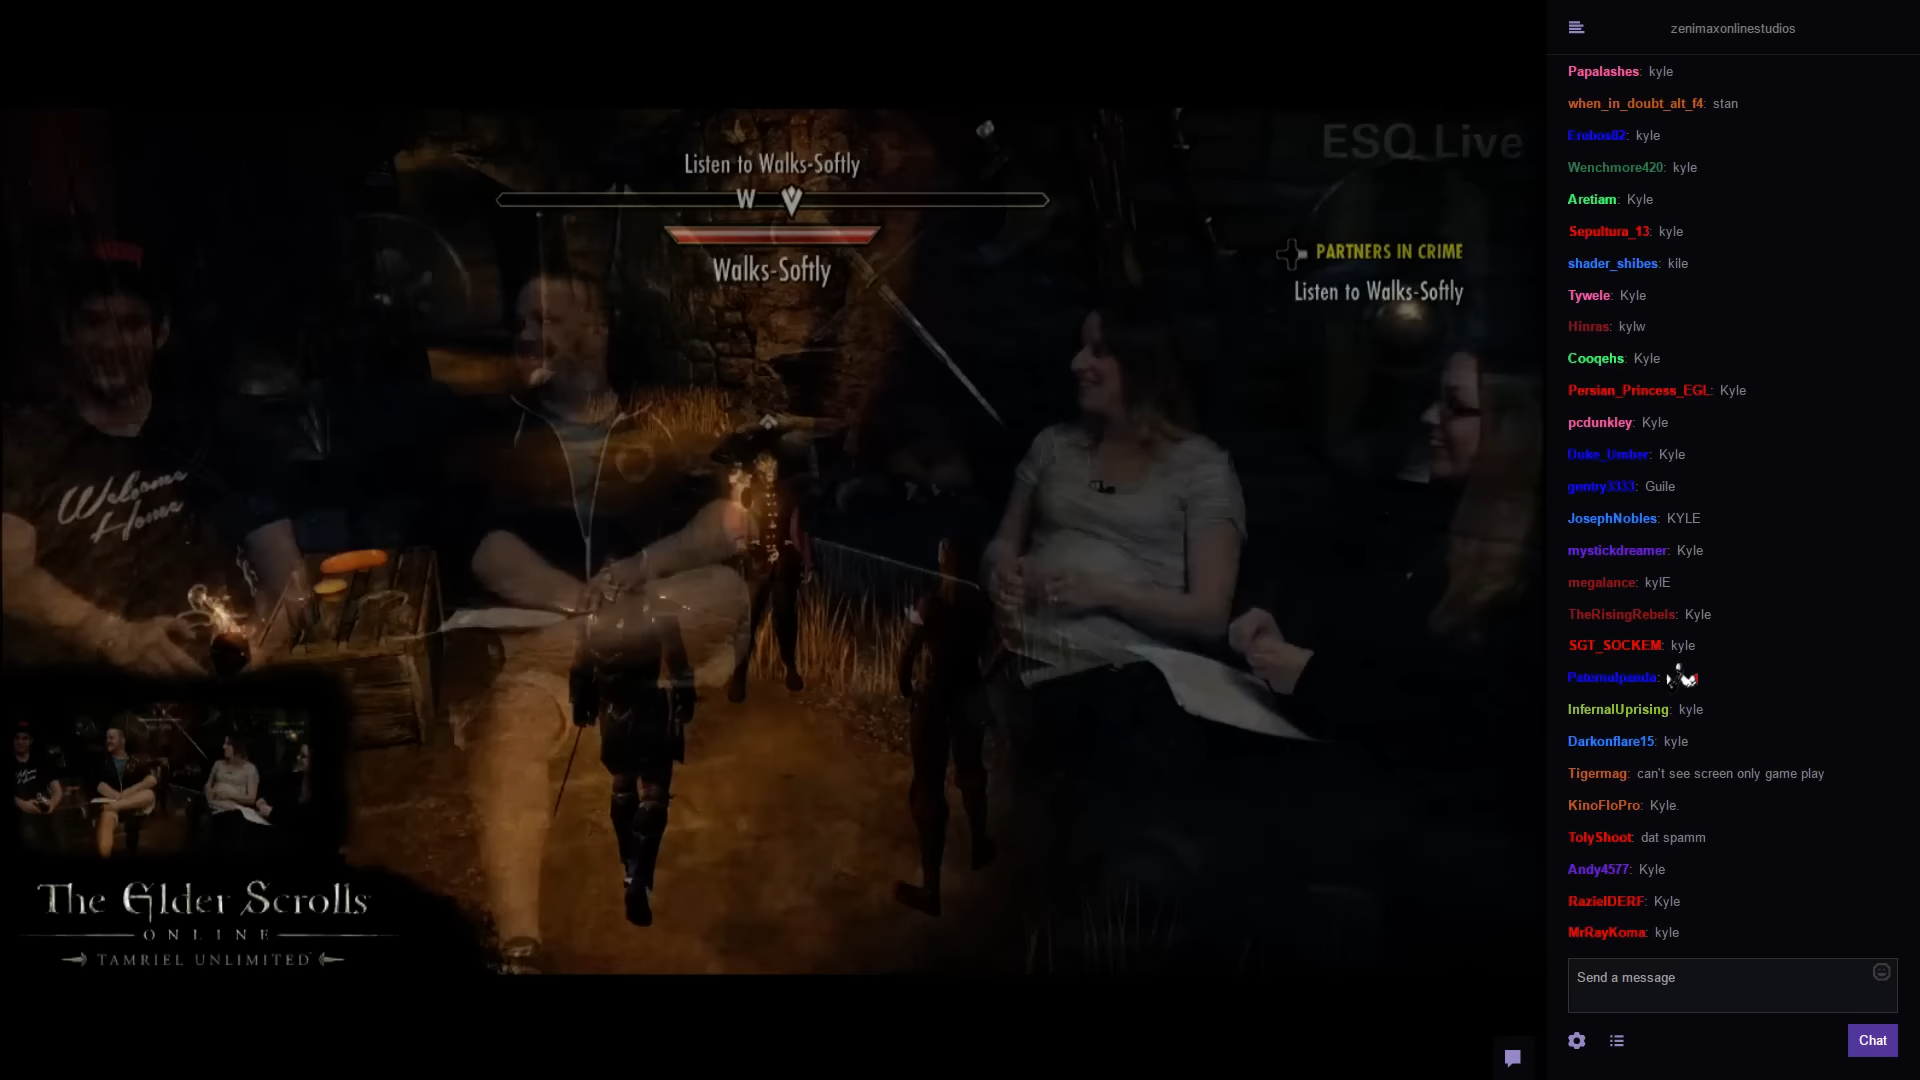 zenimaxonlinestudios
Listen to Walks-Softly
W
Walks-Softly
ESO Live
PARTNERS IN CRIME
Listen to Walks-Softly
Welcome
Home
The Elder Scrolls
ONLINE
TAMRIEL UNLIMITED
Papalashes: kyle
when_in_doubt_alt_f4: stan
Erebos82: kyle
Wenchmore420: kyle
Aretiam: Kyle
Sepultura_13: kyle
shader_shibes: kile
Tywele: Kyle
Hinras: kylw
Cooqehs: Kyle
Persian_Princess_EGL: Kyle
pcdunkley: Kyle
Duke_Umber: Kyle
gentry3333: Guile
JosephNobles: KYLE
mystickdreamer: Kyle
megalance: kylE
TheRisingRebels: Kyle
SGT_SOCKEM: kyle
Paturnalpanda:
InfernalUprising: kyle
Darkonflare15: kyle
Tigermag: can't see screen only game play
KinoFloPro: Kyle.
TolyShoot: dat spamm
Andy4577: Kyle
RazielDERF: Kyle
MrRayKoma: kyle
Send a message
Chat